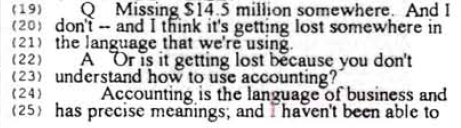 (19) Q Missing $14.5 million somewhere. And I
(20) don't -- and I think it's getting lost somewhere in
(21) the language that we're using.
(22) A Or is it getting lost because you don't
(23) understand how to use accounting?
(24) Accounting is the language of business and
(25) has precise meanings; and I haven't been able to